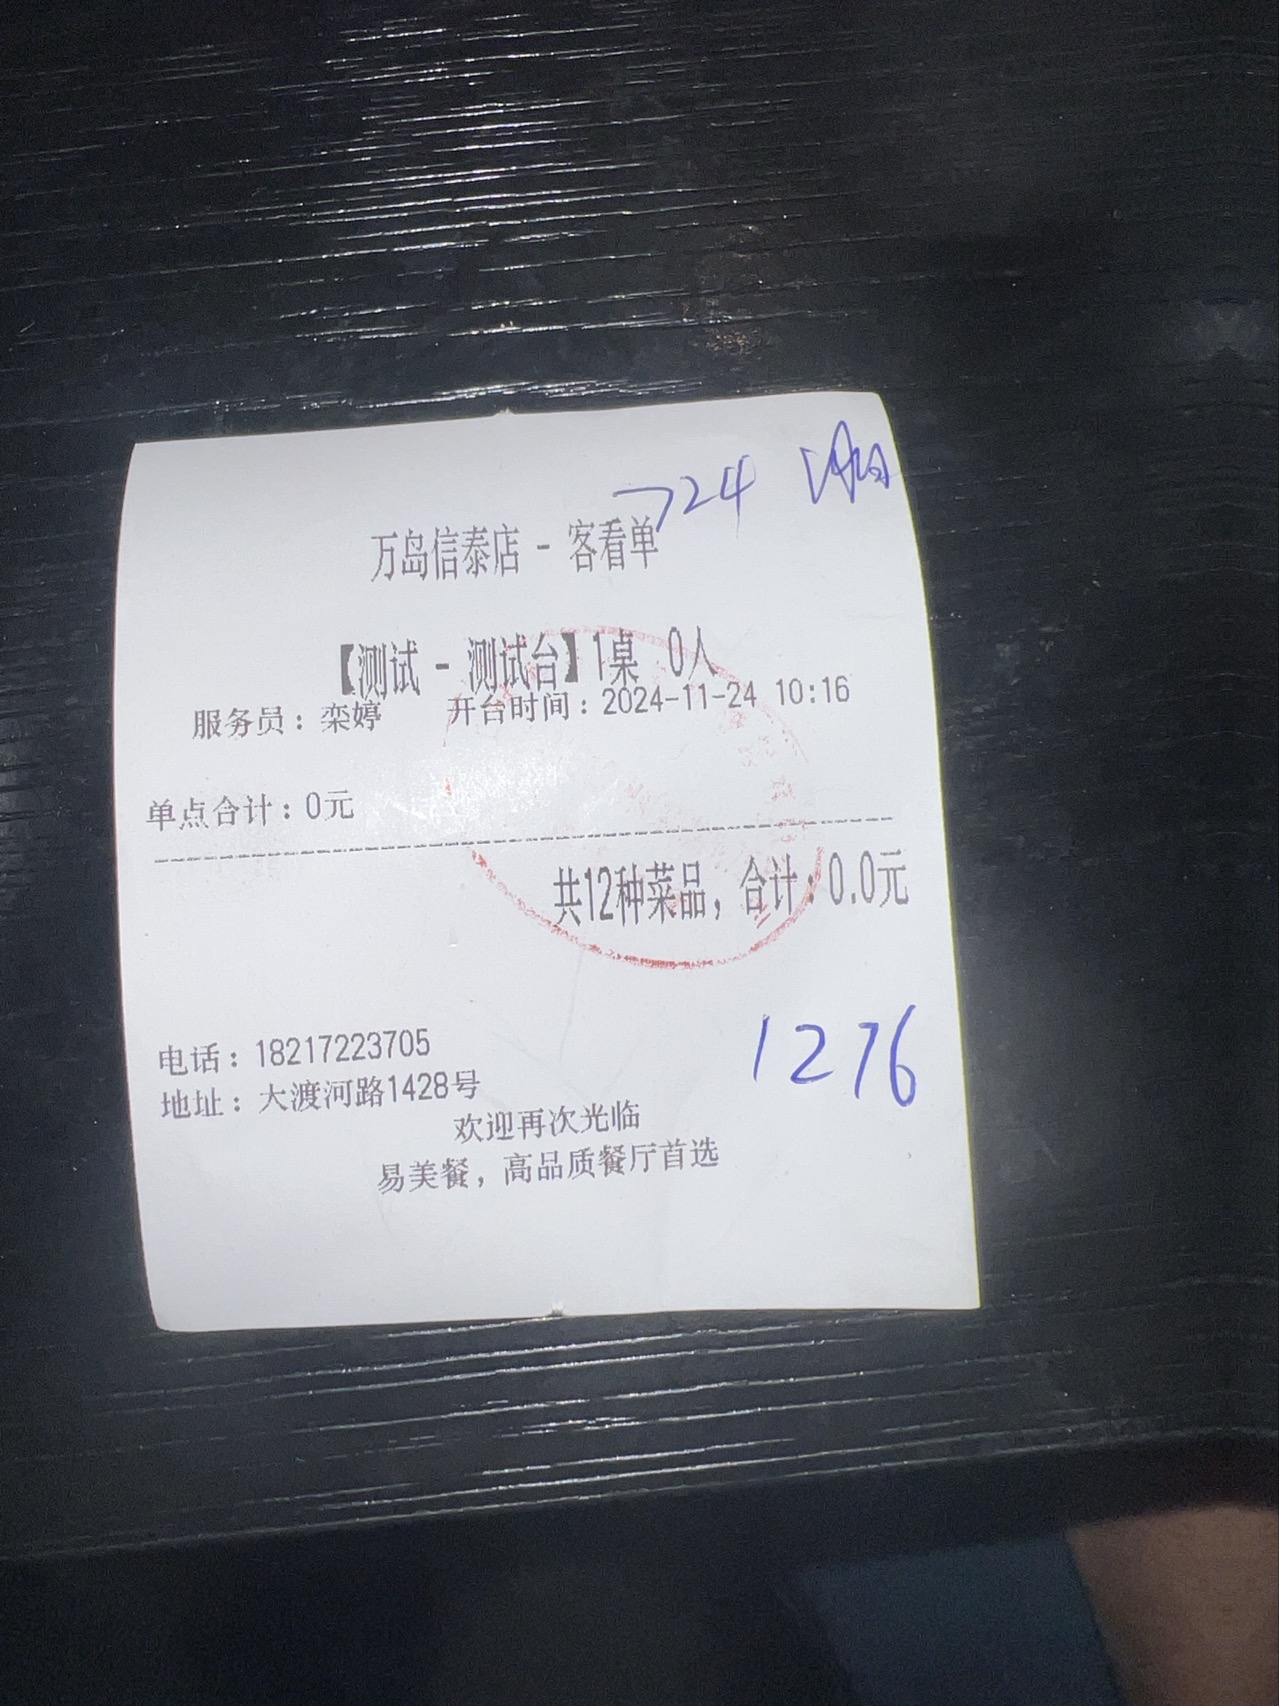 724 湘
万岛信泰店 - 客看单
【测试 - 测试台】1桌 0人
服务员：栾婷 开台时间：2024-11-24 10:16
单点合计：0元
共12种菜品，合计：0.0元
1276
电话：18217223705
地址：大渡河路1428号
欢迎再次光临
易美餐，高品质餐厅首选